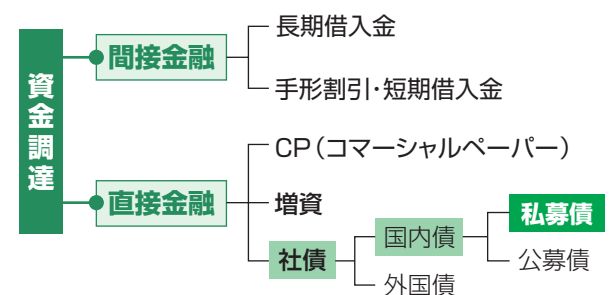 資金調達
間接金融
長期借入金
手形割引・短期借入金
直接金融
CP（コマーシャルペーパー）
増資
社債
国内債
私募債
公募債
外国債